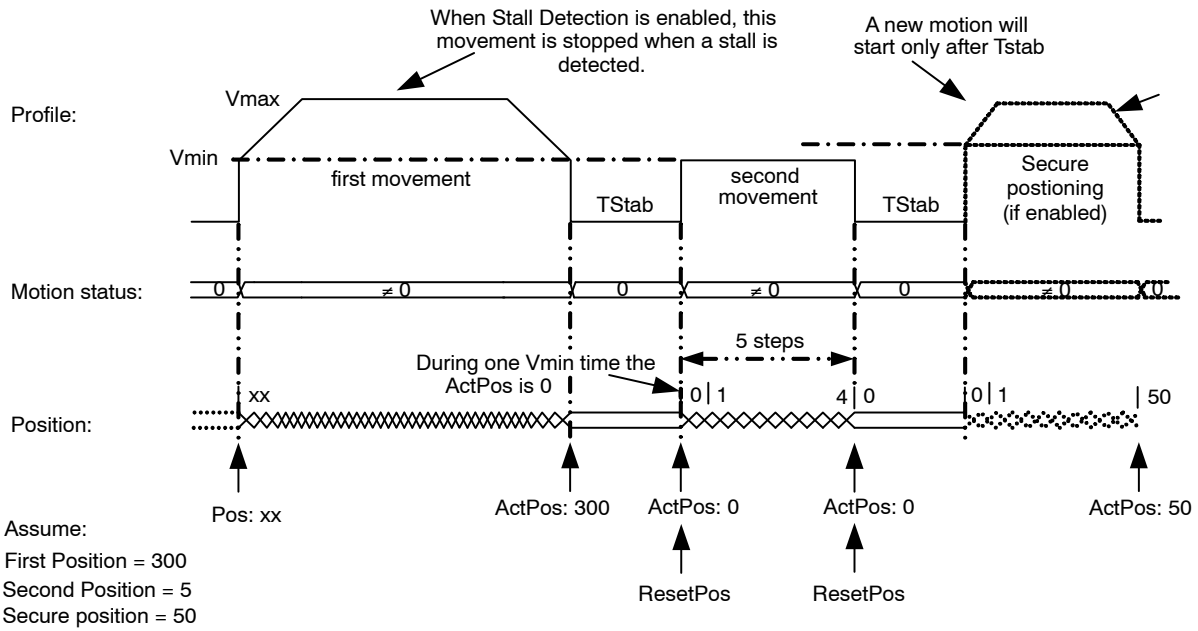 When Stall Detection is enabled, this
movement is stopped when a stall is
detected.
A new motion will
start only after Tstab
Profile:
Vmax
Vmin
first movement
TStab
second
movement
TStab
Secure
postioning
(if enabled)
Motion status:
0
≠ 0
0
≠ 0
0
≠ 0
0
5 steps
During one Vmin time the
ActPos is 0
Position:
xx
0 | 1
4 | 0
0 | 1
50
Pos: xx
ActPos: 300
ActPos: 0
ActPos: 0
ActPos: 50
ResetPos
ResetPos
Assume:
First Position = 300
Second Position = 5
Secure position = 50